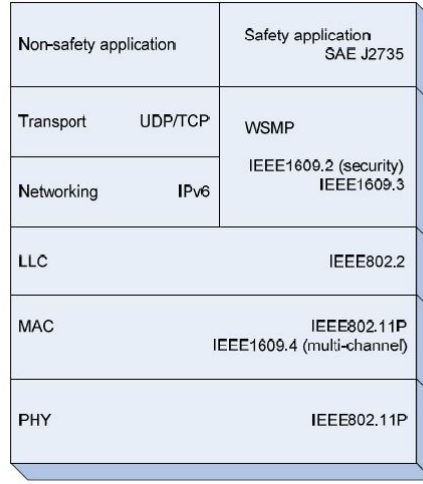 Non-safety application
Safety application
SAE J2735
Transport UDP/TCP
Networking IPv6
WSMP
IEEE1609.2 (security)
IEEE1609.3
LLC IEEE802.2
MAC IEEE802.11P
IEEE1609.4 (multi-channel)
PHY IEEE802.11P